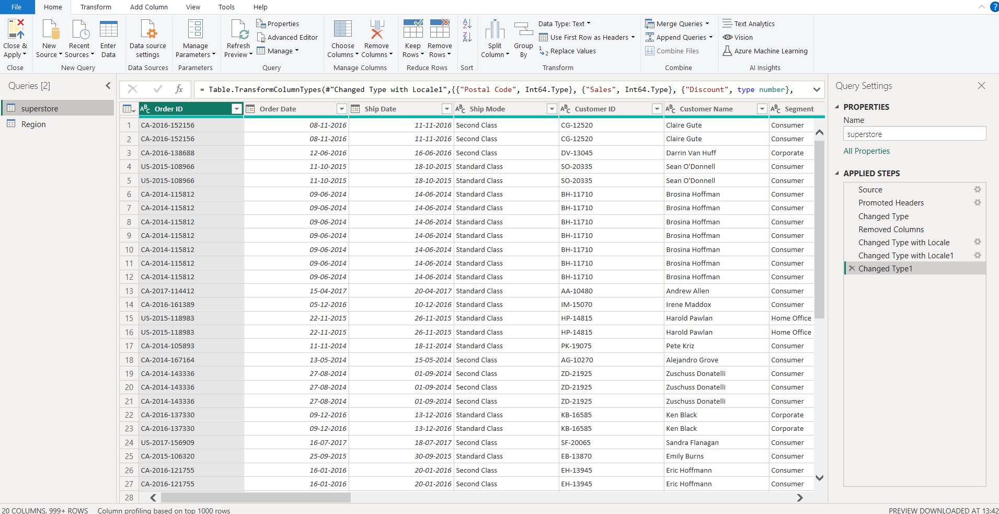 File Home Transform Add Column View Tools Help
Close & Apply
New Source
Recent Sources
Enter Data
Data source settings
Manage Parameters
Refresh Preview
Properties
Advanced Editor
Manage
Choose Columns
Remove Columns
Keep Rows
Remove Rows
Split Column
Group By
Data Type: Text
Use First Row as Headers
Replace Values
Merge Queries
Append Queries
Combine Files
Text Analytics
Vision
Azure Machine Learning
Close New Query Data Sources Parameters Query Manage Columns Reduce Rows Sort Transform Combine AI Insights
Queries [2]
superstore
Region
fx
= Table.TransformColumnTypes(#"Changed Type with Locale1",{{"Postal Code", Int64.Type}, {"Sales", Int64.Type}, {"Discount", type number},
Order ID Order Date Ship Date Ship Mode Customer ID Customer Name Segment
1 CA-2016-152156 08-11-2016 11-11-2016 Second Class CG-12520 Claire Gute Consumer
2 CA-2016-152156 08-11-2016 11-11-2016 Second Class CG-12520 Claire Gute Consumer
3 CA-2016-138688 12-06-2016 16-06-2016 Second Class DV-13045 Darrin Van Huff Corporate
4 US-2015-108966 11-10-2015 18-10-2015 Standard Class SO-20335 Sean O'Donnell Consumer
5 US-2015-108966 11-10-2015 18-10-2015 Standard Class SO-20335 Sean O'Donnell Consumer
6 CA-2014-115812 09-06-2014 14-06-2014 Standard Class BH-11710 Brosina Hoffman Consumer
7 CA-2014-115812 09-06-2014 14-06-2014 Standard Class BH-11710 Brosina Hoffman Consumer
8 CA-2014-115812 09-06-2014 14-06-2014 Standard Class BH-11710 Brosina Hoffman Consumer
9 CA-2014-115812 09-06-2014 14-06-2014 Standard Class BH-11710 Brosina Hoffman Consumer
10 CA-2014-115812 09-06-2014 14-06-2014 Standard Class BH-11710 Brosina Hoffman Consumer
11 CA-2014-115812 09-06-2014 14-06-2014 Standard Class BH-11710 Brosina Hoffman Consumer
12 CA-2014-115812 09-06-2014 14-06-2014 Standard Class BH-11710 Brosina Hoffman Consumer
13 CA-2017-114412 15-04-2017 20-04-2017 Standard Class AA-10480 Andrew Allen Consumer
14 CA-2016-161389 05-12-2016 10-12-2016 Standard Class IM-15070 Irene Maddox Consumer
15 US-2015-118983 22-11-2015 26-11-2015 Standard Class HP-14815 Harold Pawlan Home Office
16 US-2015-118983 22-11-2015 26-11-2015 Standard Class HP-14815 Harold Pawlan Home Office
17 CA-2014-105893 11-11-2014 18-11-2014 Standard Class PK-19075 Pete Kriz Consumer
18 CA-2014-167164 13-05-2014 15-05-2014 Second Class AG-10270 Alejandro Grove Consumer
19 CA-2014-143336 27-08-2014 01-09-2014 Second Class ZD-21925 Zuschuss Donatelli Consumer
20 CA-2014-143336 27-08-2014 01-09-2014 Second Class ZD-21925 Zuschuss Donatelli Consumer
21 CA-2014-143336 27-08-2014 01-09-2014 Second Class ZD-21925 Zuschuss Donatelli Consumer
22 CA-2016-137330 09-12-2016 13-12-2016 Standard Class KB-16585 Ken Black Corporate
23 CA-2016-137330 09-12-2016 13-12-2016 Standard Class KB-16585 Ken Black Corporate
24 US-2017-156909 16-07-2017 18-07-2017 Second Class SF-20065 Sandra Flanagan Consumer
25 CA-2015-106320 25-09-2015 30-09-2015 Standard Class EB-13870 Emily Burns Consumer
26 CA-2016-121755 16-01-2016 20-01-2016 Second Class EH-13945 Eric Hoffmann Consumer
27 CA-2016-121755 16-01-2016 20-01-2016 Second Class EH-13945 Eric Hoffmann Consumer
28
Query Settings
PROPERTIES
Name
superstore
All Properties
APPLIED STEPS
Source
Promoted Headers
Changed Type
Removed Columns
Changed Type with Locale
Changed Type with Locale1
Changed Type1
20 COLUMNS, 999+ ROWS Column profiling based on top 1000 rows PREVIEW DOWNLOADED AT 13:42